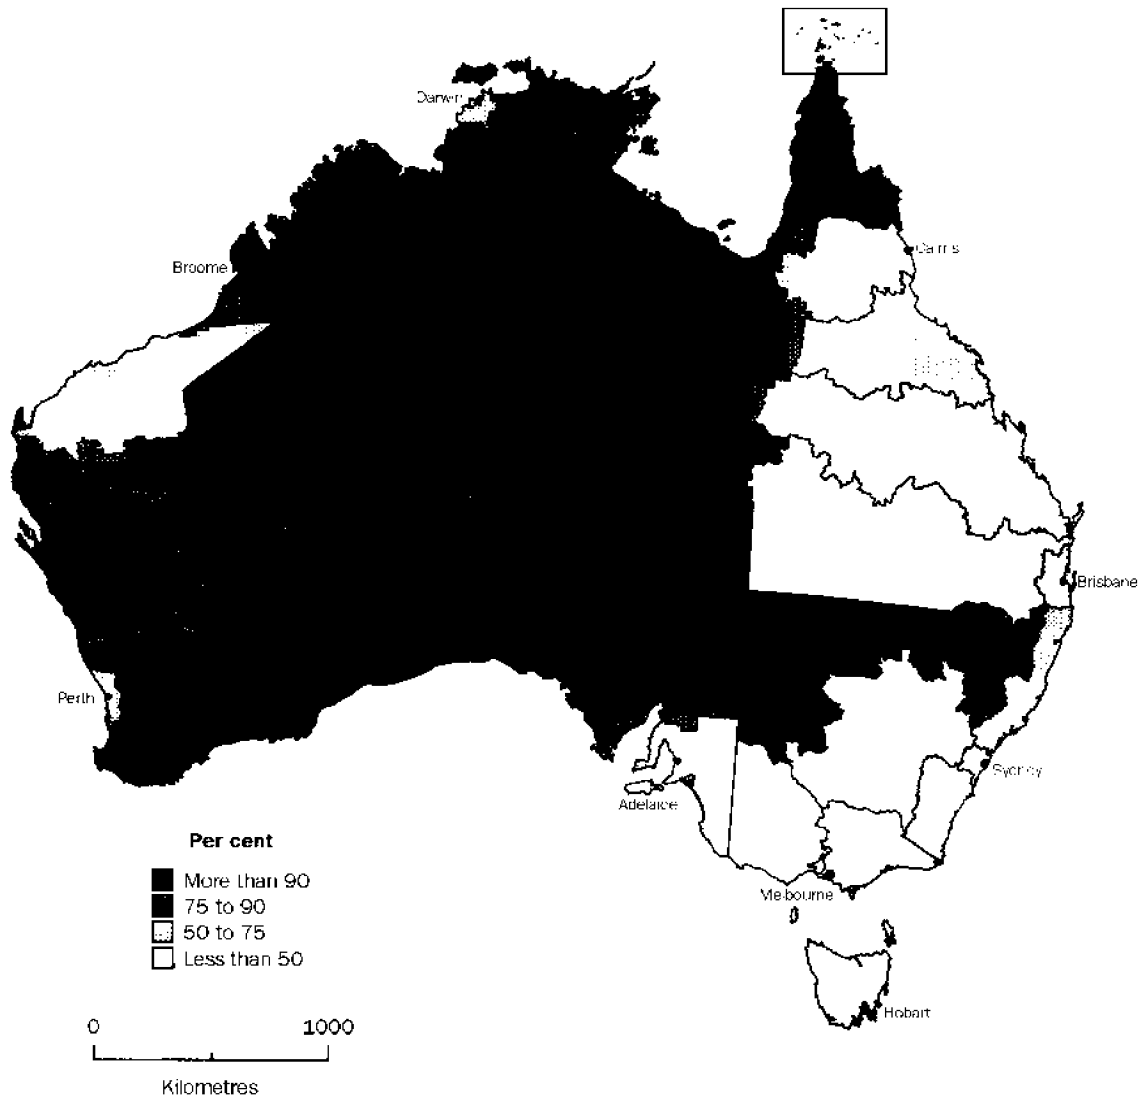 Darwin
Cairns
Broome
Brisbane
Perth
Sydney
Adelaide
Per cent
More than 90
75 to 90
50 to 75
Less than 50
Melbourne
Hobart
0 1000
Kilometres